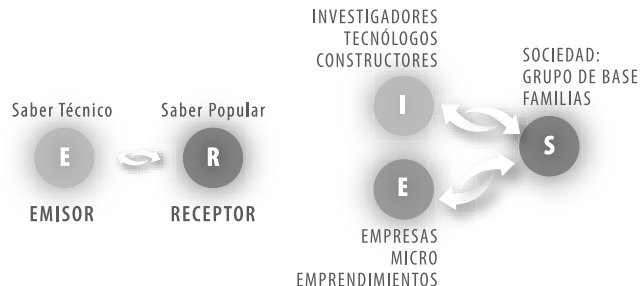 Saber Técnico
E
EMISOR
Saber Popular
R
RECEPTOR
INVESTIGADORES
TECNÓLOGOS
CONSTRUCTORES
I
E
EMPRESAS
MICRO
EMPRENDIMIENTOS
SOCIEDAD:
GRUPO DE BASE
FAMILIAS
S